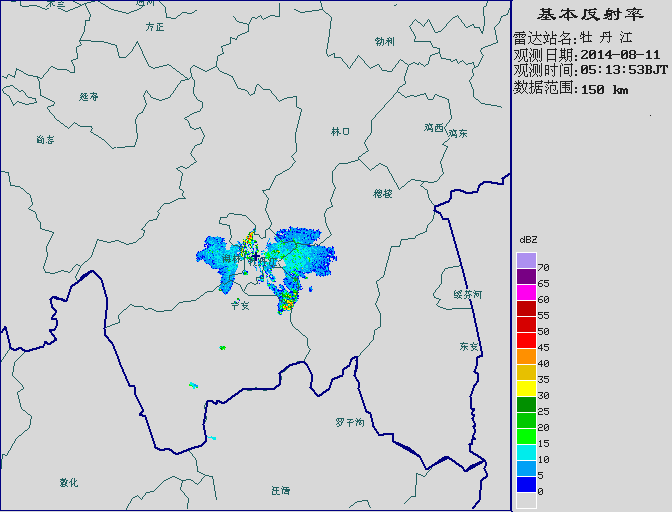 基本反射率
雷达站名:牡 丹 江
观测日期:2014-08-11
观测时间:05:13:53BJT
数据范围:150 km
方正
勃利
延寿
尚志
林口
鸡西
鸡东
穆棱
宁安
绥芬河
东宁
罗子沟
敦化
汪清
dBZ
70
65
60
55
50
45
40
35
30
25
20
15
10
5
0